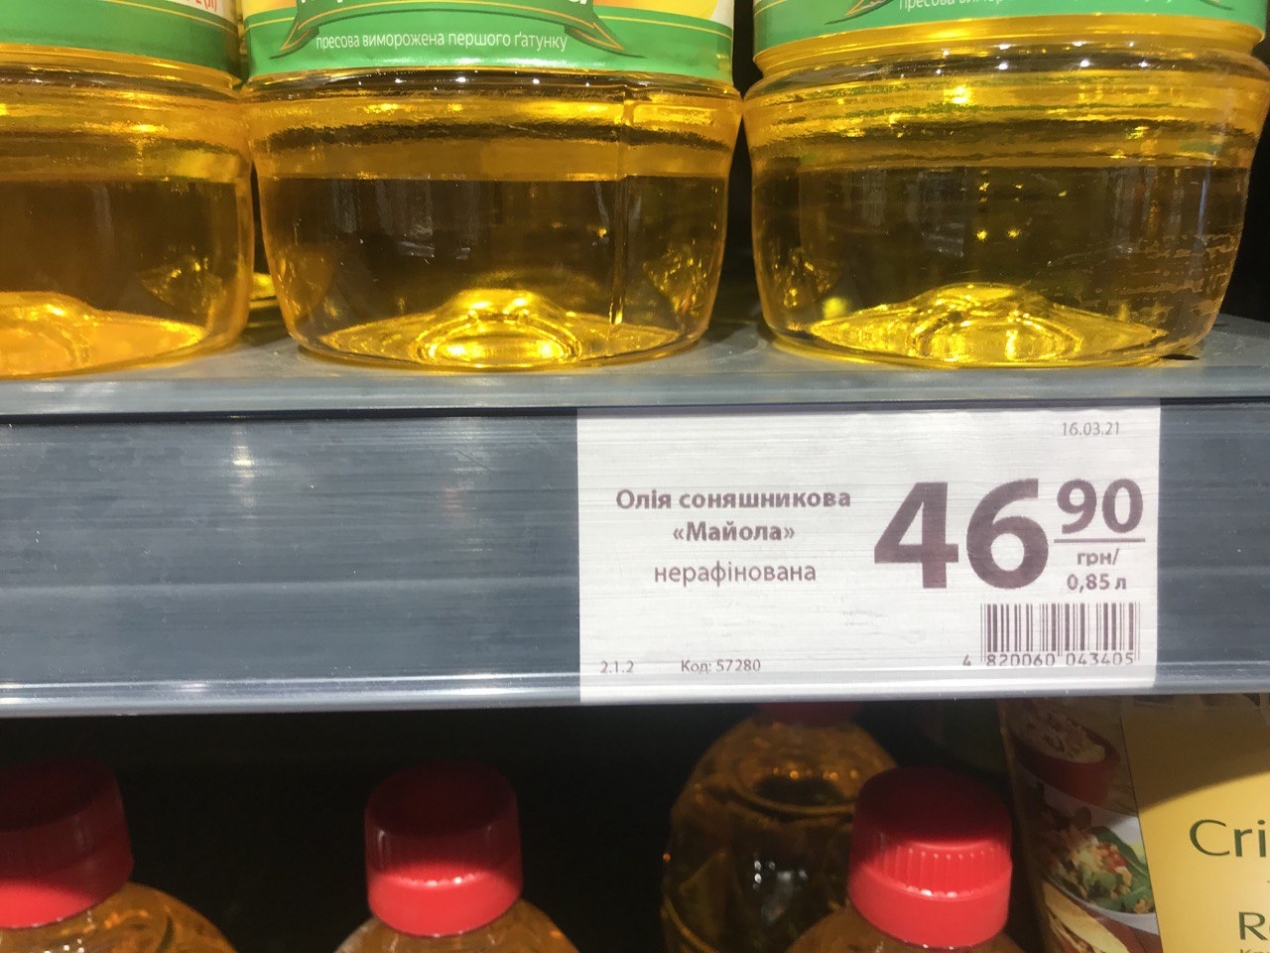 пресова виморожена першого ґатунку
16.03.21
Олія соняшникова
«Майола»
нерафінована
46 90
грн/
0,85 л
4 820060 043405
2.1.2 Код: 57280
Cri